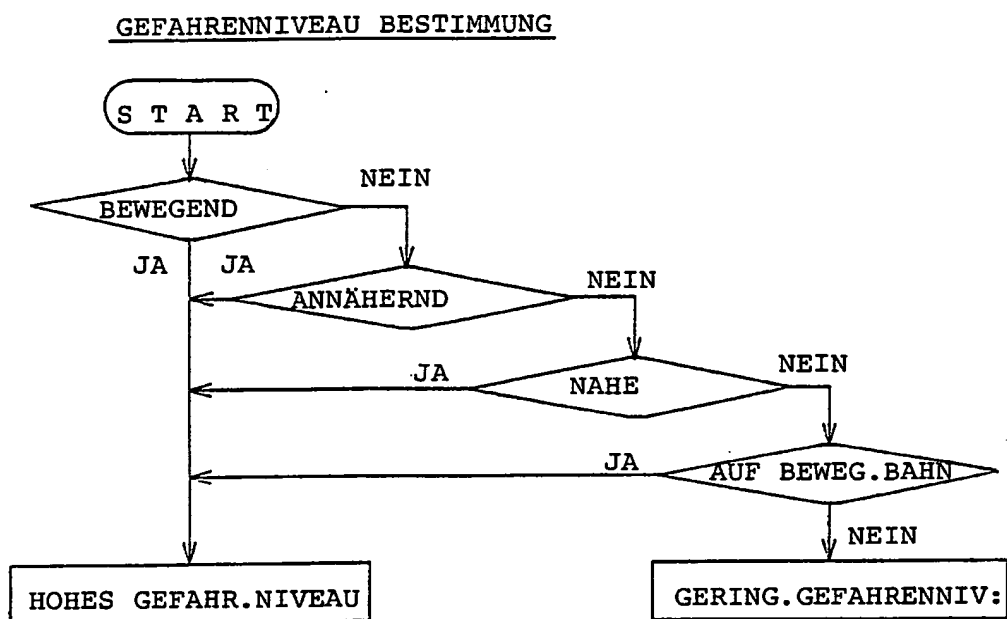 GEFAHRENNIVEAU BESTIMMUNG
S T A R T
NEIN
BEWEGEND
JA JA
NEIN
ANNÄHERND
JA
NEIN
NAHE
JA
AUF BEWEG.BAHN
NEIN
HOHES GEFAHR.NIVEAU
GERING.GEFAHRENNIV: